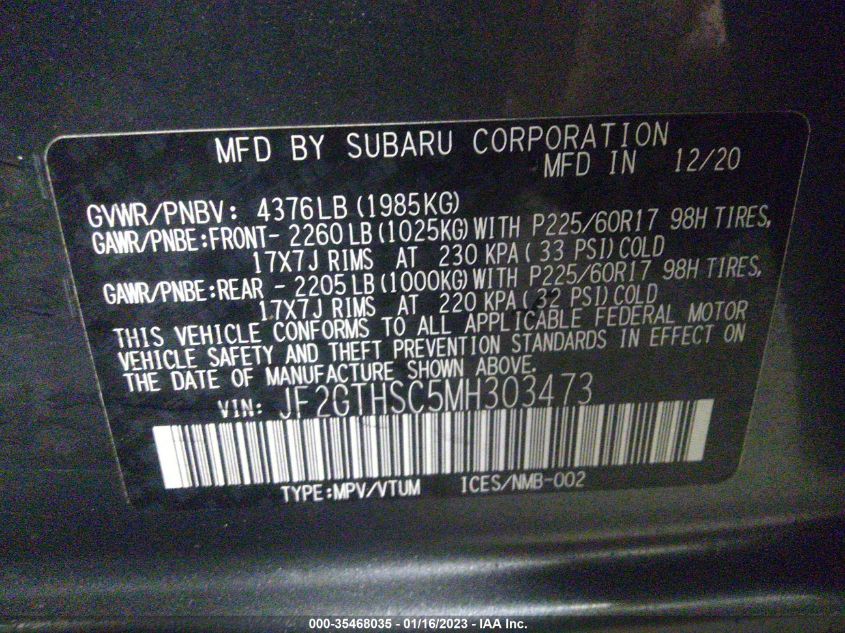 MFD BY SUBARU CORPORATION
MFD IN 12/20
GVWR/PNBV: 4376LB (1985KG)
GAWR/PNBE:FRONT- 2260 LB (1025KG) WITH P225/60R17 98H TIRES,
17X7J RIMS AT 230 KPA ( 33 PSI) COLD
GAWR/PNBE:REAR - 2205 LB (1000KG) WITH P225/60R17 98H TIRES,
17X7J RIMS AT 220 KPA ( 32 PSI) COLD
THIS VEHICLE CONFORMS TO ALL APPLICABLE FEDERAL MOTOR
VEHICLE SAFETY AND THEFT PREVENTION STANDARDS IN EFFECT ON
THE DATE OF MANUFACTURE SHOWN ABOVE.
VIN: JF2GTHSC5MH303473
TYPE:MPV/VTUM ICES/NMB-002
000-35468035 - 01/16/2023 - IAA Inc.